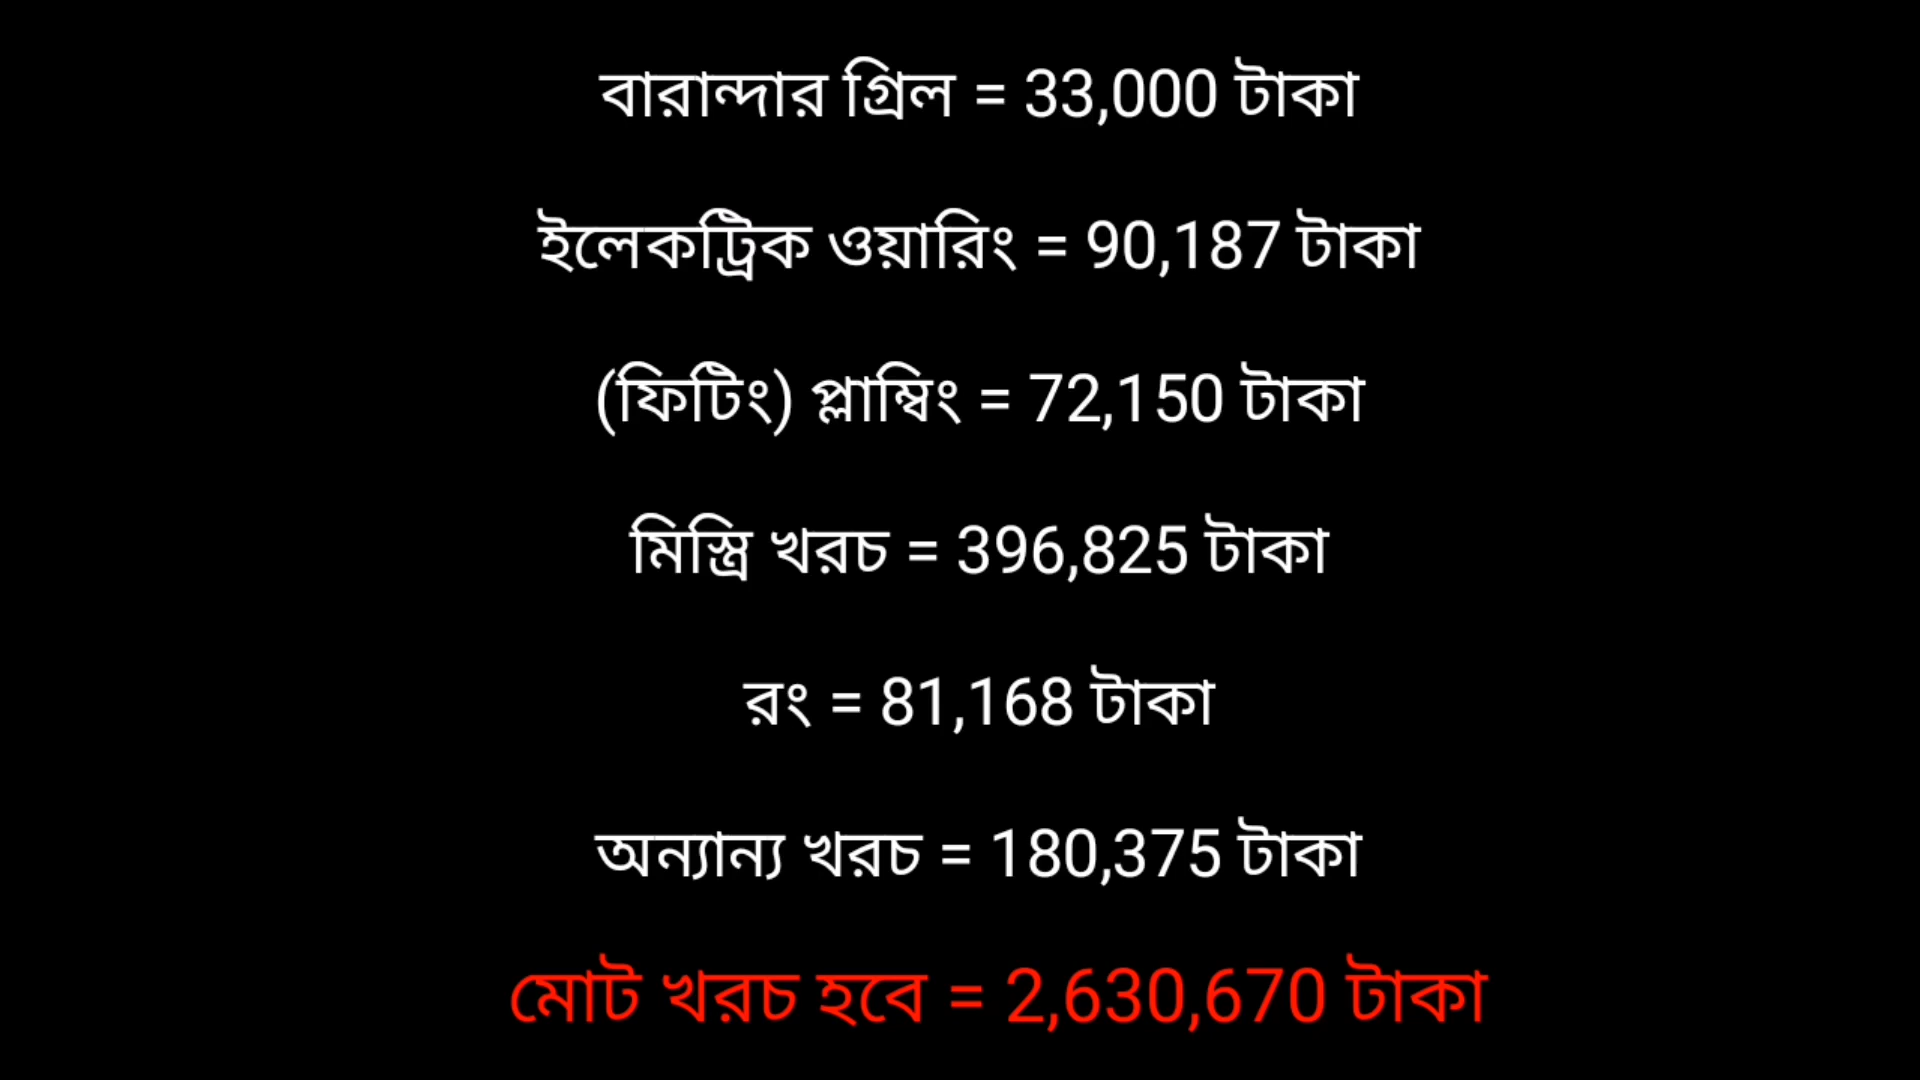 বারান্দার গ্রিল = 33,000 টাকা
ইলেকট্রিক ওয়ারিং = 90,187 টাকা
(ফিটিং) প্লাম্বিং = 72,150 টাকা
মিস্ত্রি খরচ = 396,825 টাকা
রং = 81,168 টাকা
অন্যান্য খরচ = 180,375 টাকা
মোট খরচ হবে = 2,630,670 টাকা